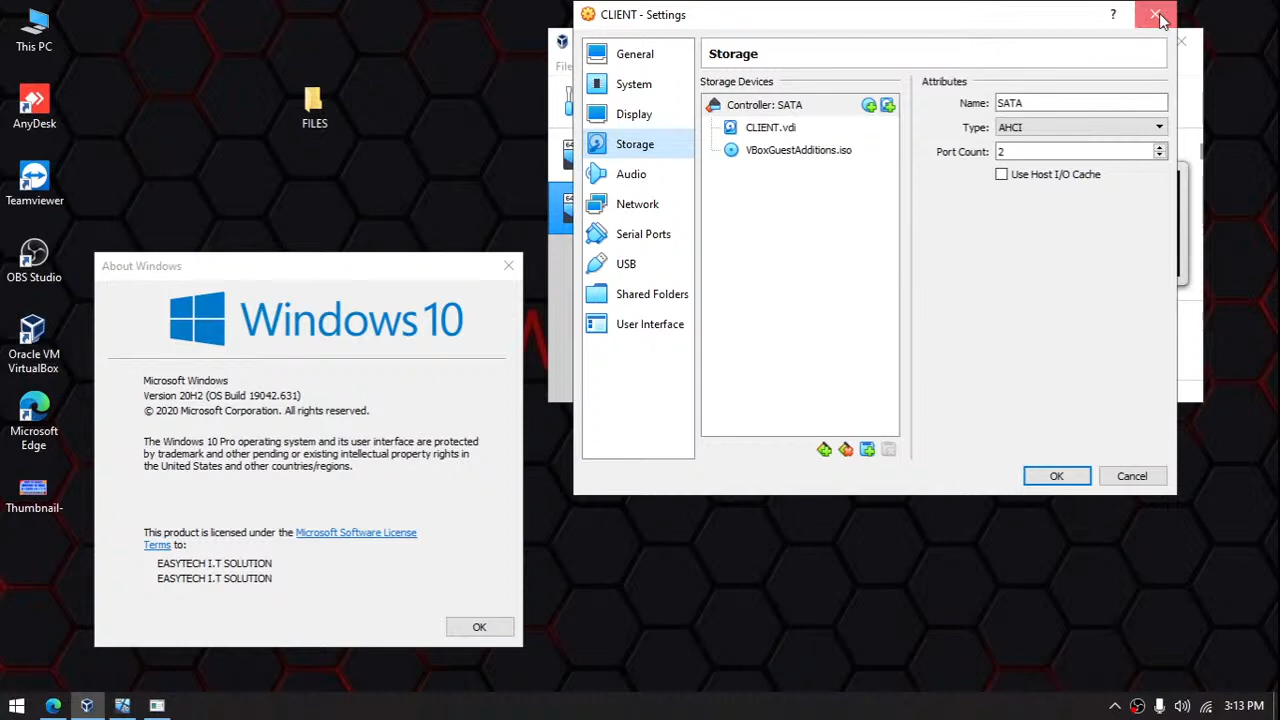 This PC
AnyDesk
Teamviewer
OBS Studio
Oracle VM
VirtualBox
Microsoft
Edge
Thumbnail-
FILES
File
64
64
CLIENT - Settings
?
General
System
Display
Storage
Audio
Network
Serial Ports
USB
Shared Folders
User Interface
Storage
Storage Devices
Controller: SATA
CLIENT.vdi
VBoxGuestAdditions.iso
Attributes
Name: SATA
Type: AHCI
Port Count: 2
Use Host I/O Cache
OK
Cancel
About Windows
Windows 10
Microsoft Windows
Version 20H2 (OS Build 19042.631)
© 2020 Microsoft Corporation. All rights reserved.
The Windows 10 Pro operating system and its user interface are protected
by trademark and other pending or existing intellectual property rights in
the United States and other countries/regions.
This product is licensed under the Microsoft Software License
Terms to:
EASYTECH I.T SOLUTION
EASYTECH I.T SOLUTION
OK
3:13 PM